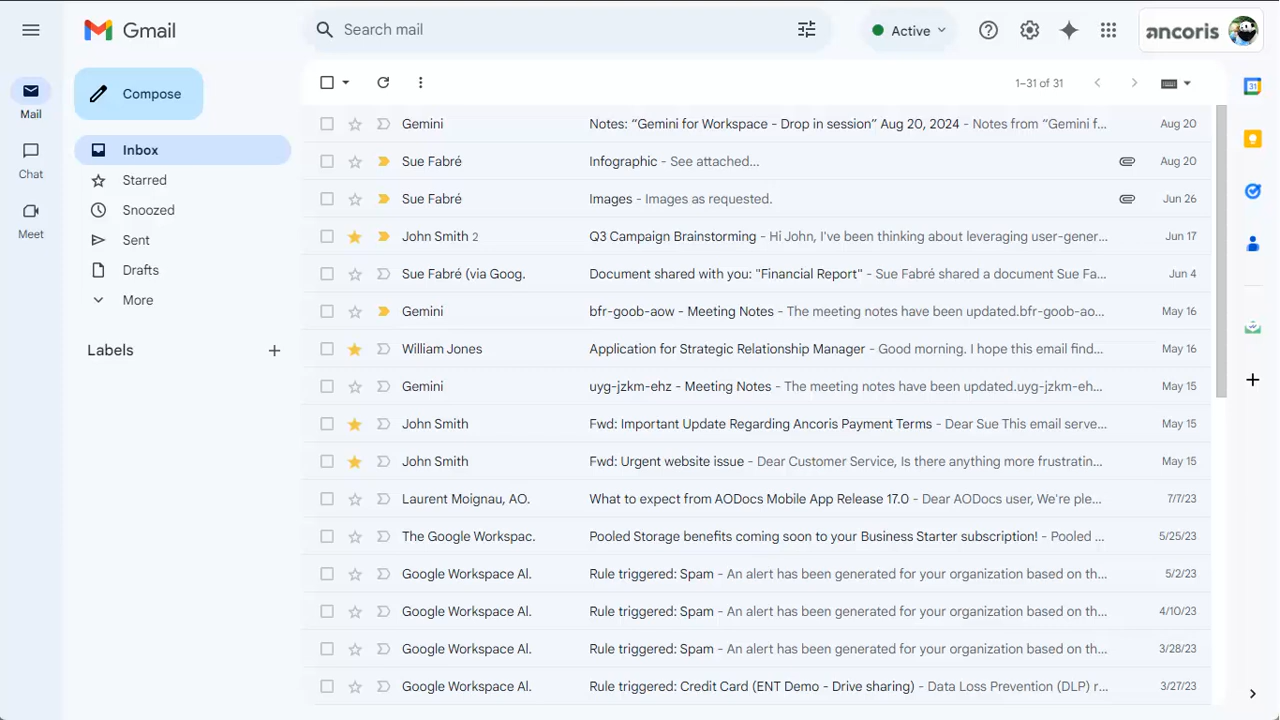 Gmail
Search mail
Active
ancoris
Mail
Chat
Meet
Compose
Inbox
Starred
Snoozed
Sent
Drafts
More
Labels
1–31 of 31
31
Gemini Notes: “Gemini for Workspace - Drop in session” Aug 20, 2024 - Notes from “Gemini f... Aug 20
Sue Fabré Infographic - See attached... Aug 20
Sue Fabré Images - Images as requested. Jun 26
John Smith 2 Q3 Campaign Brainstorming - Hi John, I've been thinking about leveraging user-gener... Jun 17
Sue Fabré (via Goog. Document shared with you: "Financial Report" - Sue Fabré shared a document Sue Fa... Jun 4
Gemini bfr-goob-aow - Meeting Notes - The meeting notes have been updated.bfr-goob-ao... May 16
William Jones Application for Strategic Relationship Manager - Good morning. I hope this email find... May 16
Gemini uyg-jzkm-ehz - Meeting Notes - The meeting notes have been updated.uyg-jzkm-eh... May 15
John Smith Fwd: Important Update Regarding Ancoris Payment Terms - Dear Sue This email serve... May 15
John Smith Fwd: Urgent website issue - Dear Customer Service, Is there anything more frustratin... May 15
Laurent Moignau, AO. What to expect from AODocs Mobile App Release 17.0 - Dear AODocs user, We're ple... 7/7/23
The Google Workspac. Pooled Storage benefits coming soon to your Business Starter subscription! - Pooled ... 5/25/23
Google Workspace Al. Rule triggered: Spam - An alert has been generated for your organization based on th... 5/2/23
Google Workspace Al. Rule triggered: Spam - An alert has been generated for your organization based on th... 4/10/23
Google Workspace Al. Rule triggered: Spam - An alert has been generated for your organization based on th... 3/28/23
Google Workspace Al. Rule triggered: Credit Card (ENT Demo - Drive sharing) - Data Loss Prevention (DLP) r... 3/27/23